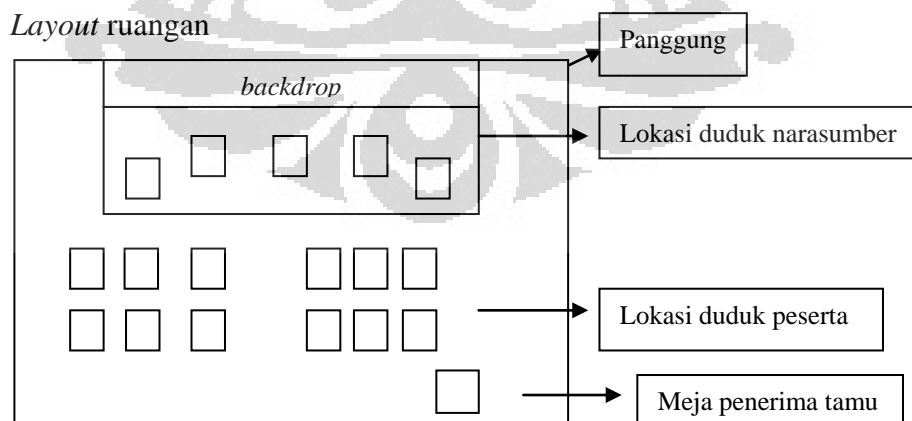 Layout ruangan
Panggung
backdrop
Lokasi duduk narasumber
Lokasi duduk peserta
Meja penerima tamu